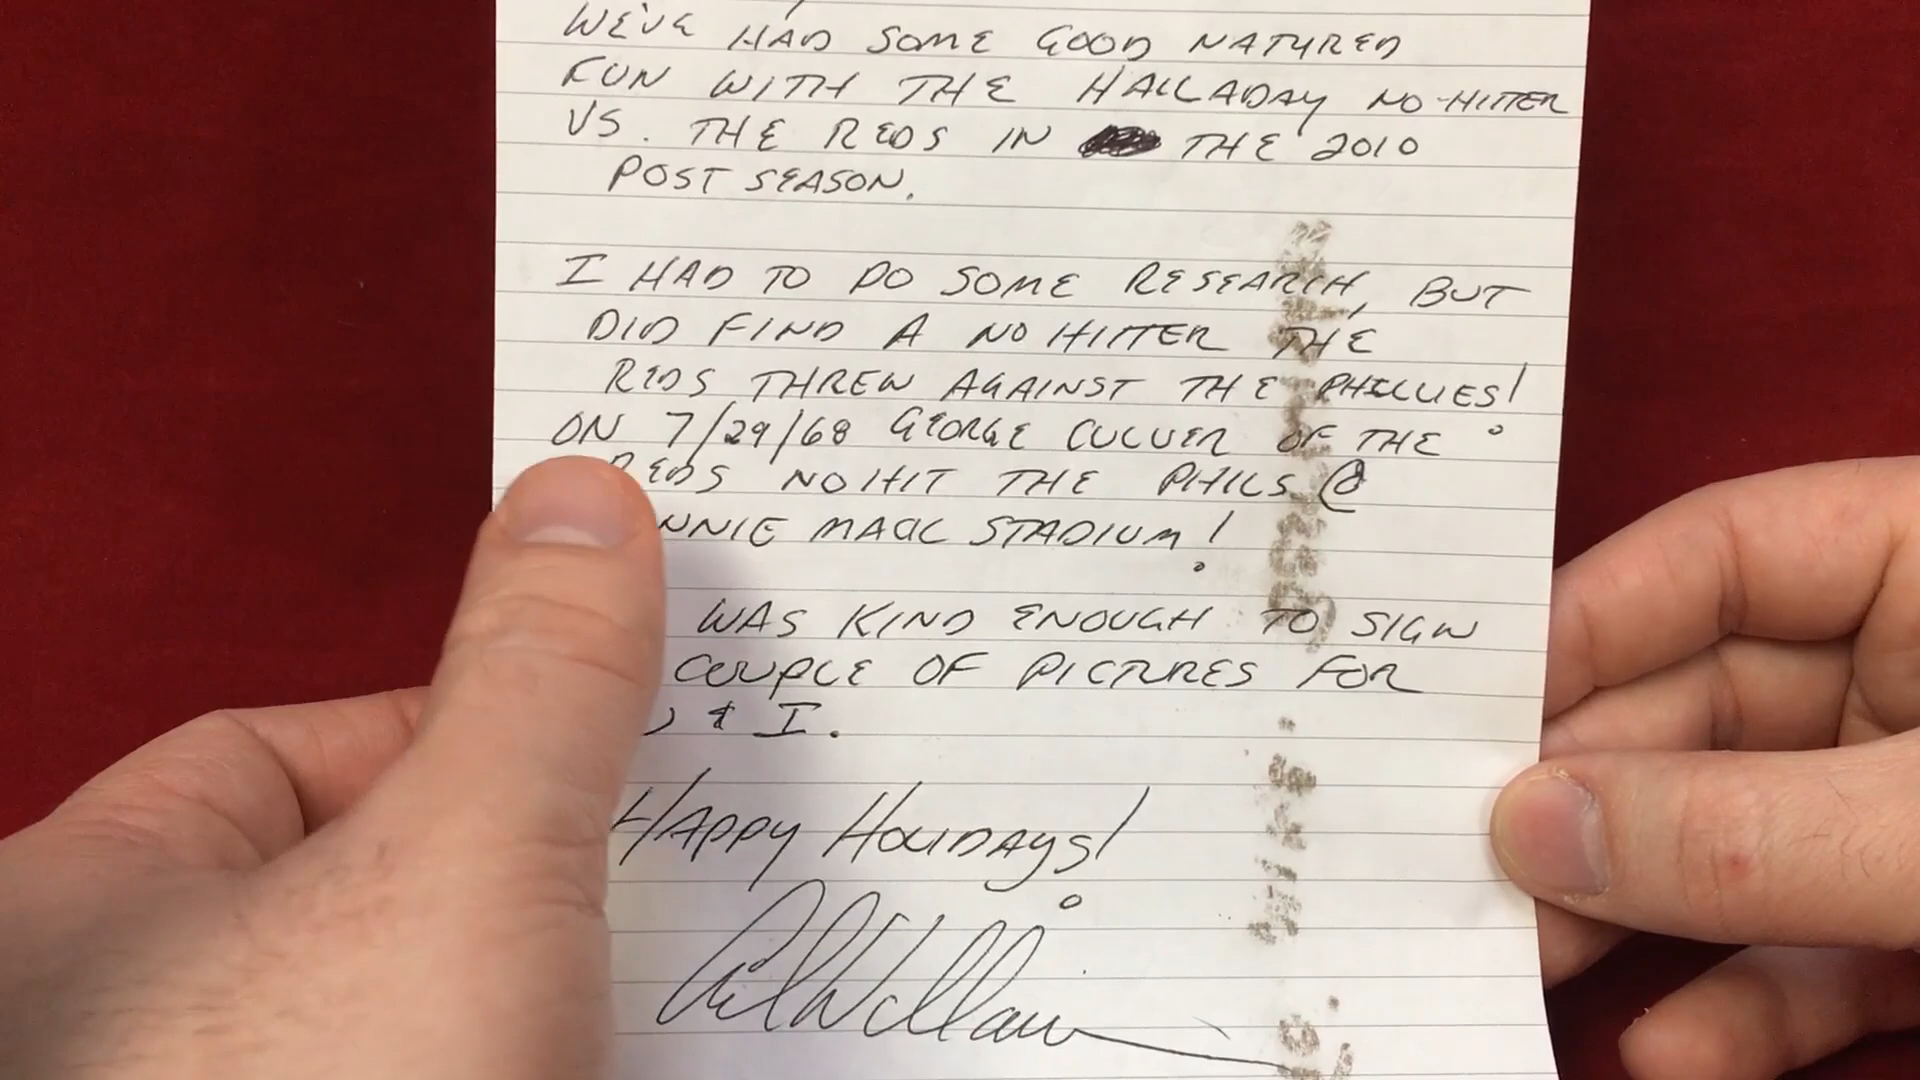 WE'VE HAD SOME GOOD NATURED
FUN WITH THE HALLADAY NO-HITTER
VS. THE REDS IN THE 2010
POST SEASON.
I HAD TO DO SOME RESEARCH, BUT
DID FIND A NO HITTER THE
REDS THREW AGAINST THE PHILLIES!
ON 7/29/68 GEORGE CULVER OF THE
REDS NO HIT THE PHILS @
NNIE MACK STADIUM!
WAS KIND ENOUGH TO SIGN
COUPLE OF PICTURES FOR
& I.
HAPPY HOLIDAYS!